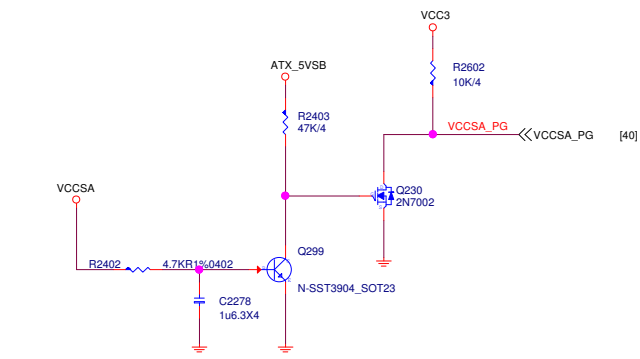 VCC3
R2602
10K/4
ATX_5VSB
R2403
47K/4
VCCSA_PG
VCCSA_PG [40]
VCCSA
Q230
2N7002
R2402 4.7KR1%0402
Q299
N-SST3904_SOT23
C2278
1u6.3X4